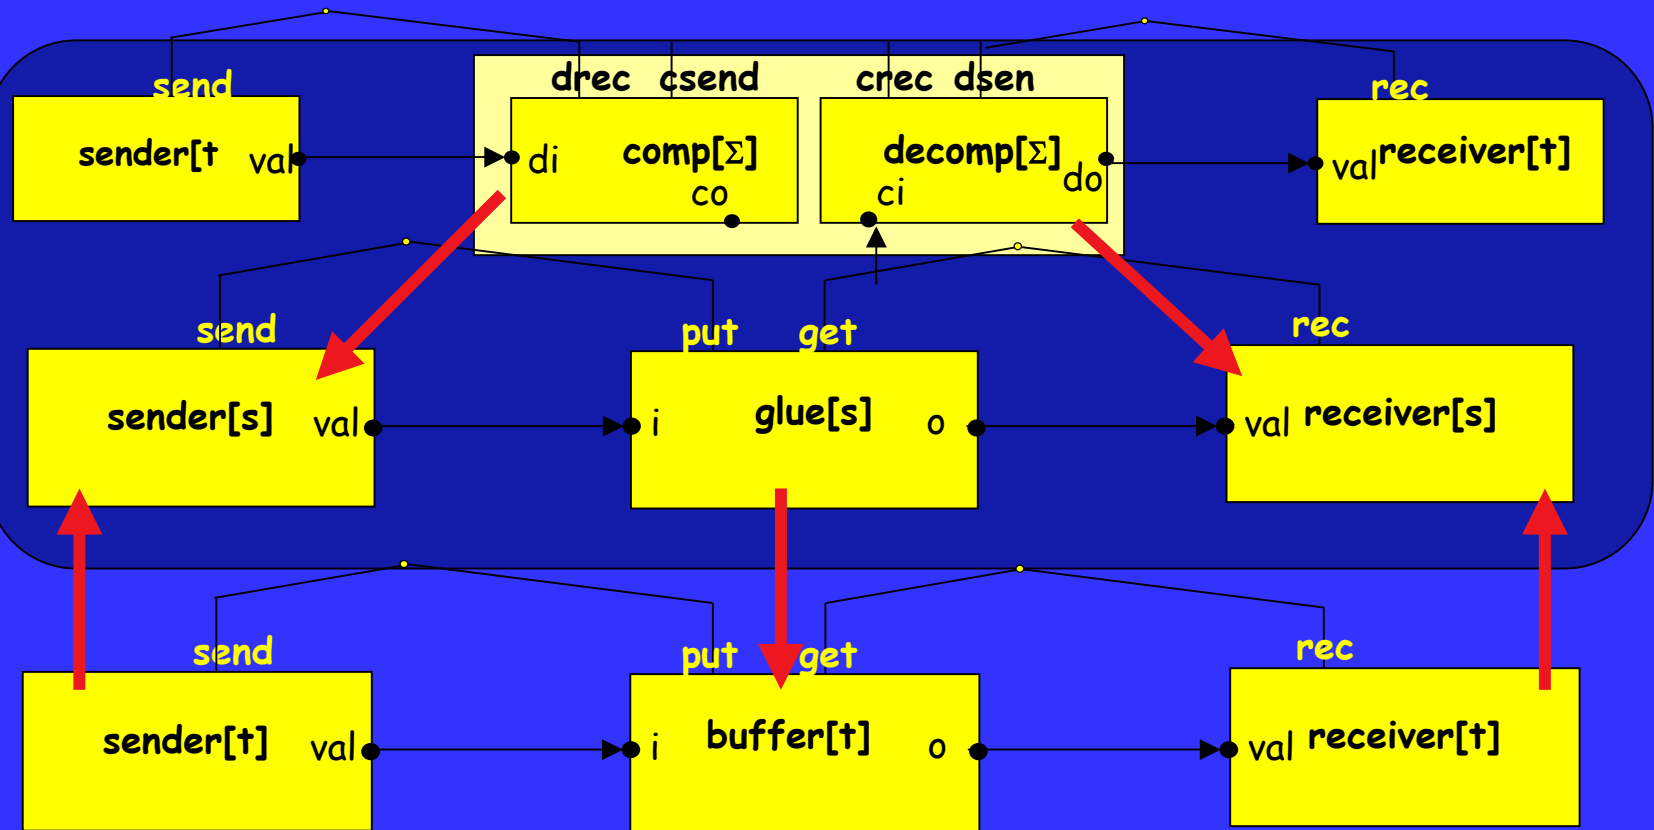 send drec csend crec dsen rec
sender[t val di comp[Σ] co decomp[Σ] ci do val receiver[t]
send put get rec
sender[s] val i glue[s] o val receiver[s]
send put get rec
sender[t] val i buffer[t] o val receiver[t]